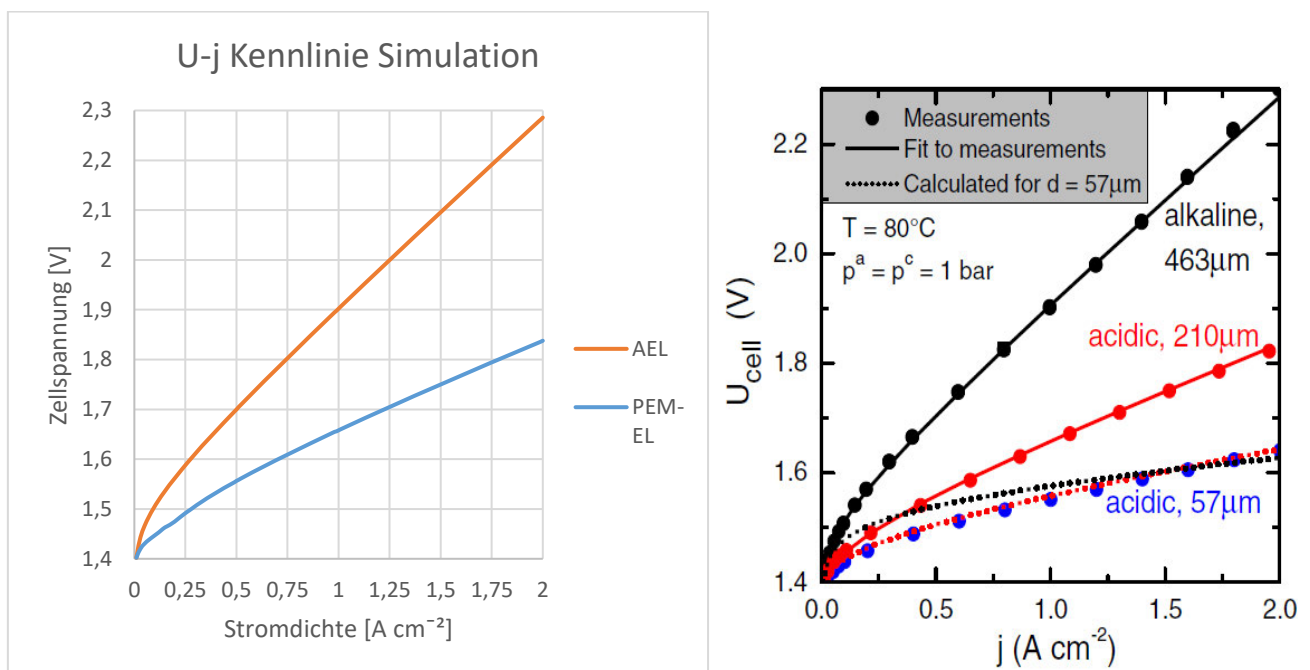 U-j Kennlinie Simulation
Zellspannung [V]
2,3
2,2
2,1
2
1,9
1,8
1,7
1,6
1,5
1,4
0 0,25 0,5 0,75 1 1,25 1,5 1,75 2
Stromdichte [A cm⁻²]
AEL
PEM-
EL
Measurements
Fit to measurements
Calculated for d = 57μm
T = 80°C
pᵃ = pᶜ = 1 bar
alkaline,
463μm
acidic, 210μm
acidic, 57μm
U_cell (V)
2.2
2.0
1.8
1.6
1.4
0.0 0.5 1.0 1.5 2.0
j (A cm⁻²)